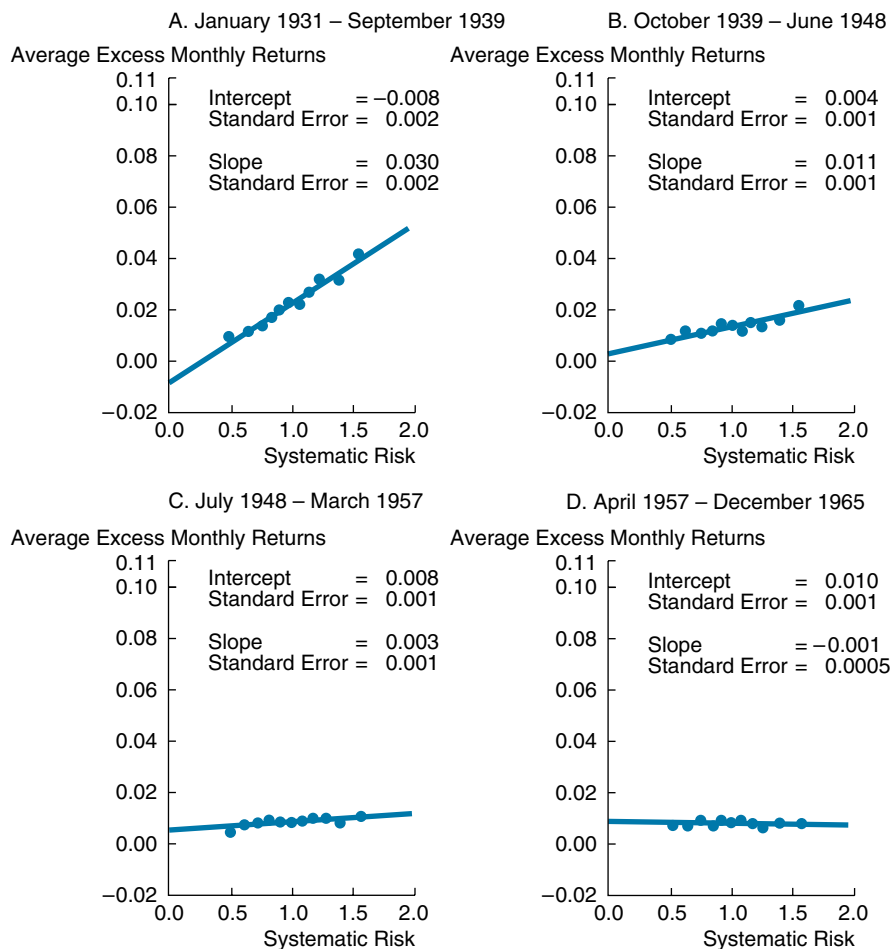 A. January 1931 – September 1939
Average Excess Monthly Returns
0.11
0.10
0.08
0.06
0.04
0.02
0.00
−0.02
Intercept = −0.008
Standard Error = 0.002
Slope = 0.030
Standard Error = 0.002
0.0 0.5 1.0 1.5 2.0
Systematic Risk
B. October 1939 – June 1948
Average Excess Monthly Returns
0.11
0.10
0.08
0.06
0.04
0.02
0.00
−0.02
Intercept = 0.004
Standard Error = 0.001
Slope = 0.011
Standard Error = 0.001
0.0 0.5 1.0 1.5 2.0
Systematic Risk
C. July 1948 – March 1957
Average Excess Monthly Returns
0.11
0.10
0.08
0.06
0.04
0.02
0.00
−0.02
Intercept = 0.008
Standard Error = 0.001
Slope = 0.003
Standard Error = 0.001
0.0 0.5 1.0 1.5 2.0
Systematic Risk
D. April 1957 – December 1965
Average Excess Monthly Returns
0.11
0.10
0.08
0.06
0.04
0.02
0.00
−0.02
Intercept = 0.010
Standard Error = 0.001
Slope = −0.001
Standard Error = 0.0005
0.0 0.5 1.0 1.5 2.0
Systematic Risk